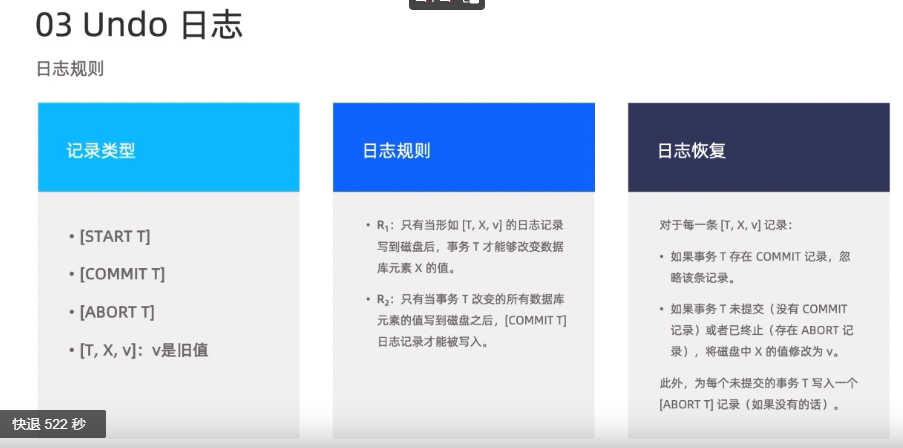 03 Undo 日志
日志规则
记录类型
• [START T]
• [COMMIT T]
• [ABORT T]
• [T, X, v]：v是旧值
日志规则
• R₁：只有当形如 [T, X, v] 的日志记录
写到磁盘后，事务 T 才能够改变数据
库元素 X 的值。
• R₂：只有当事务 T 改变的所有数据库
元素的值写到磁盘之后，[COMMIT T]
日志记录才能被写入。
日志恢复
对于每一条 [T, X, v] 记录：
• 如果事务 T 存在 COMMIT 记录，忽
略该条记录。
• 如果事务 T 未提交（没有 COMMIT
记录）或者已终止（存在 ABORT 记
录），将磁盘中 X 的值修改为 v。
此外，为每个未提交的事务 T 写入一个
[ABORT T] 记录（如果没有的话）。
快退 522 秒